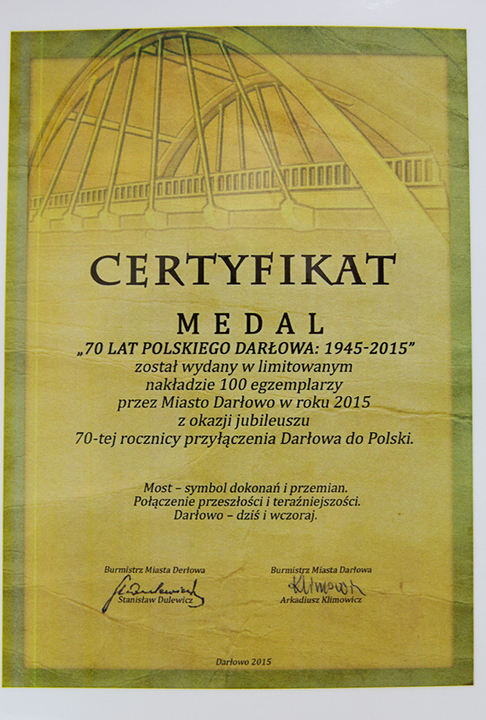 CERTYFIKAT
MEDAL
„70 LAT POLSKIEGO DARŁOWA: 1945-2015”
został wydany w limitowanym
nakładzie 100 egzemplarzy
przez Miasto Darłowo w roku 2015
z okazji jubileuszu
70-tej rocznicy przyłączenia Darłowa do Polski.
Most – symbol dokonań i przemian.
Połączenie przeszłości i teraźniejszości.
Darłowo – dziś i wczoraj.
Burmistrz Miasta Derłowa
Stanisław Dulewicz
Burmistrz Miasta Darłowa
Klimowicz
Arkadiusz Klimowicz
Darłowo 2015